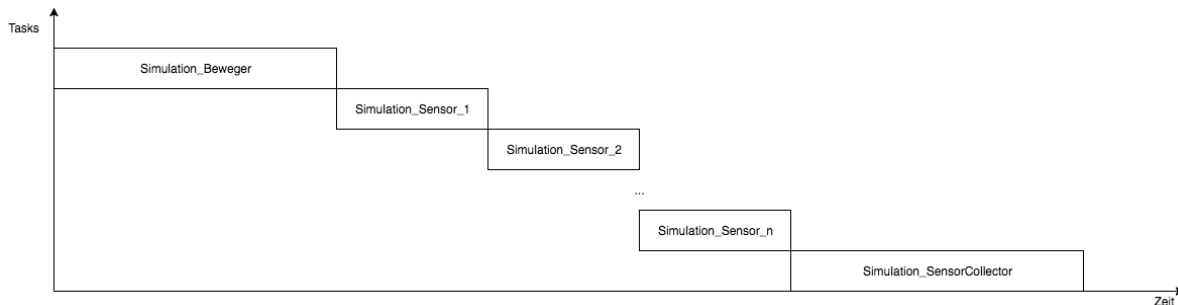 Tasks
Simulation_Beweger
Simulation_Sensor_1
Simulation_Sensor_2
...
Simulation_Sensor_n
Simulation_SensorCollector
Zeit